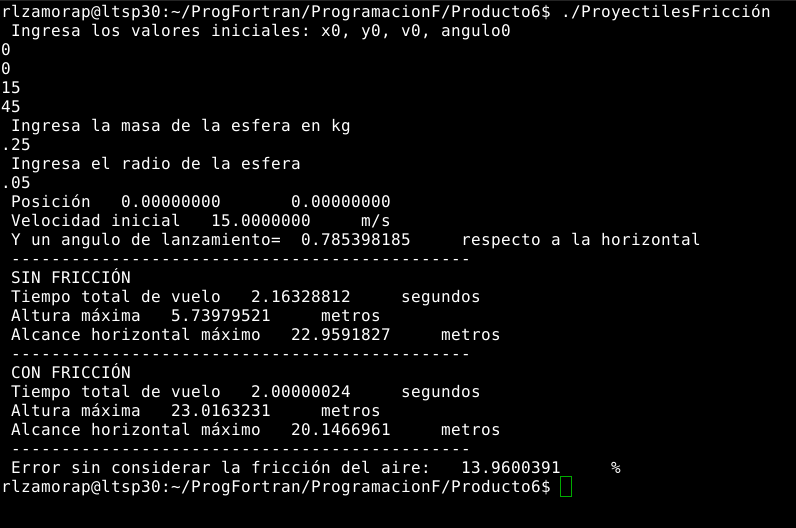 rlzamorap@ltsp30:~/ProgFortran/ProgramacionF/Producto6$ ./ProyectilesFricción
Ingresa los valores iniciales: x0, y0, v0, angulo0
0
0
15
45
Ingresa la masa de la esfera en kg
.25
Ingresa el radio de la esfera
.05
Posición   0.00000000       0.00000000
Velocidad inicial   15.0000000     m/s
Y un angulo de lanzamiento=  0.785398185     respecto a la horizontal
----------------------------------------------
SIN FRICCIÓN
Tiempo total de vuelo   2.16328812     segundos
Altura máxima   5.73979521     metros
Alcance horizontal máximo   22.9591827     metros
----------------------------------------------
CON FRICCIÓN
Tiempo total de vuelo   2.00000024     segundos
Altura máxima   23.0163231     metros
Alcance horizontal máximo   20.1466961     metros
----------------------------------------------
Error sin considerar la fricción del aire:   13.9600391     %
rlzamorap@ltsp30:~/ProgFortran/ProgramacionF/Producto6$